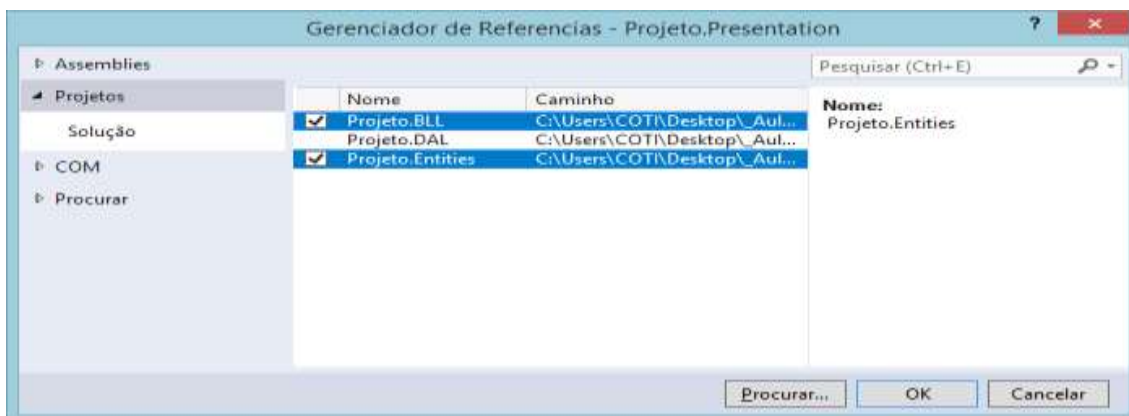 Gerenciador de Referencias - Projeto.Presentation
?
Assemblies
Projetos
Solução
COM
Procurar
Nome Caminho
Projeto.BLL C:\Users\COTI\Desktop\_Aul...
Projeto.DAL C:\Users\COTI\Desktop\_Aul...
Projeto.Entities C:\Users\COTI\Desktop\_Aul...
Pesquisar (Ctrl+E)
Nome:
Projeto.Entities
Procurar... OK Cancelar